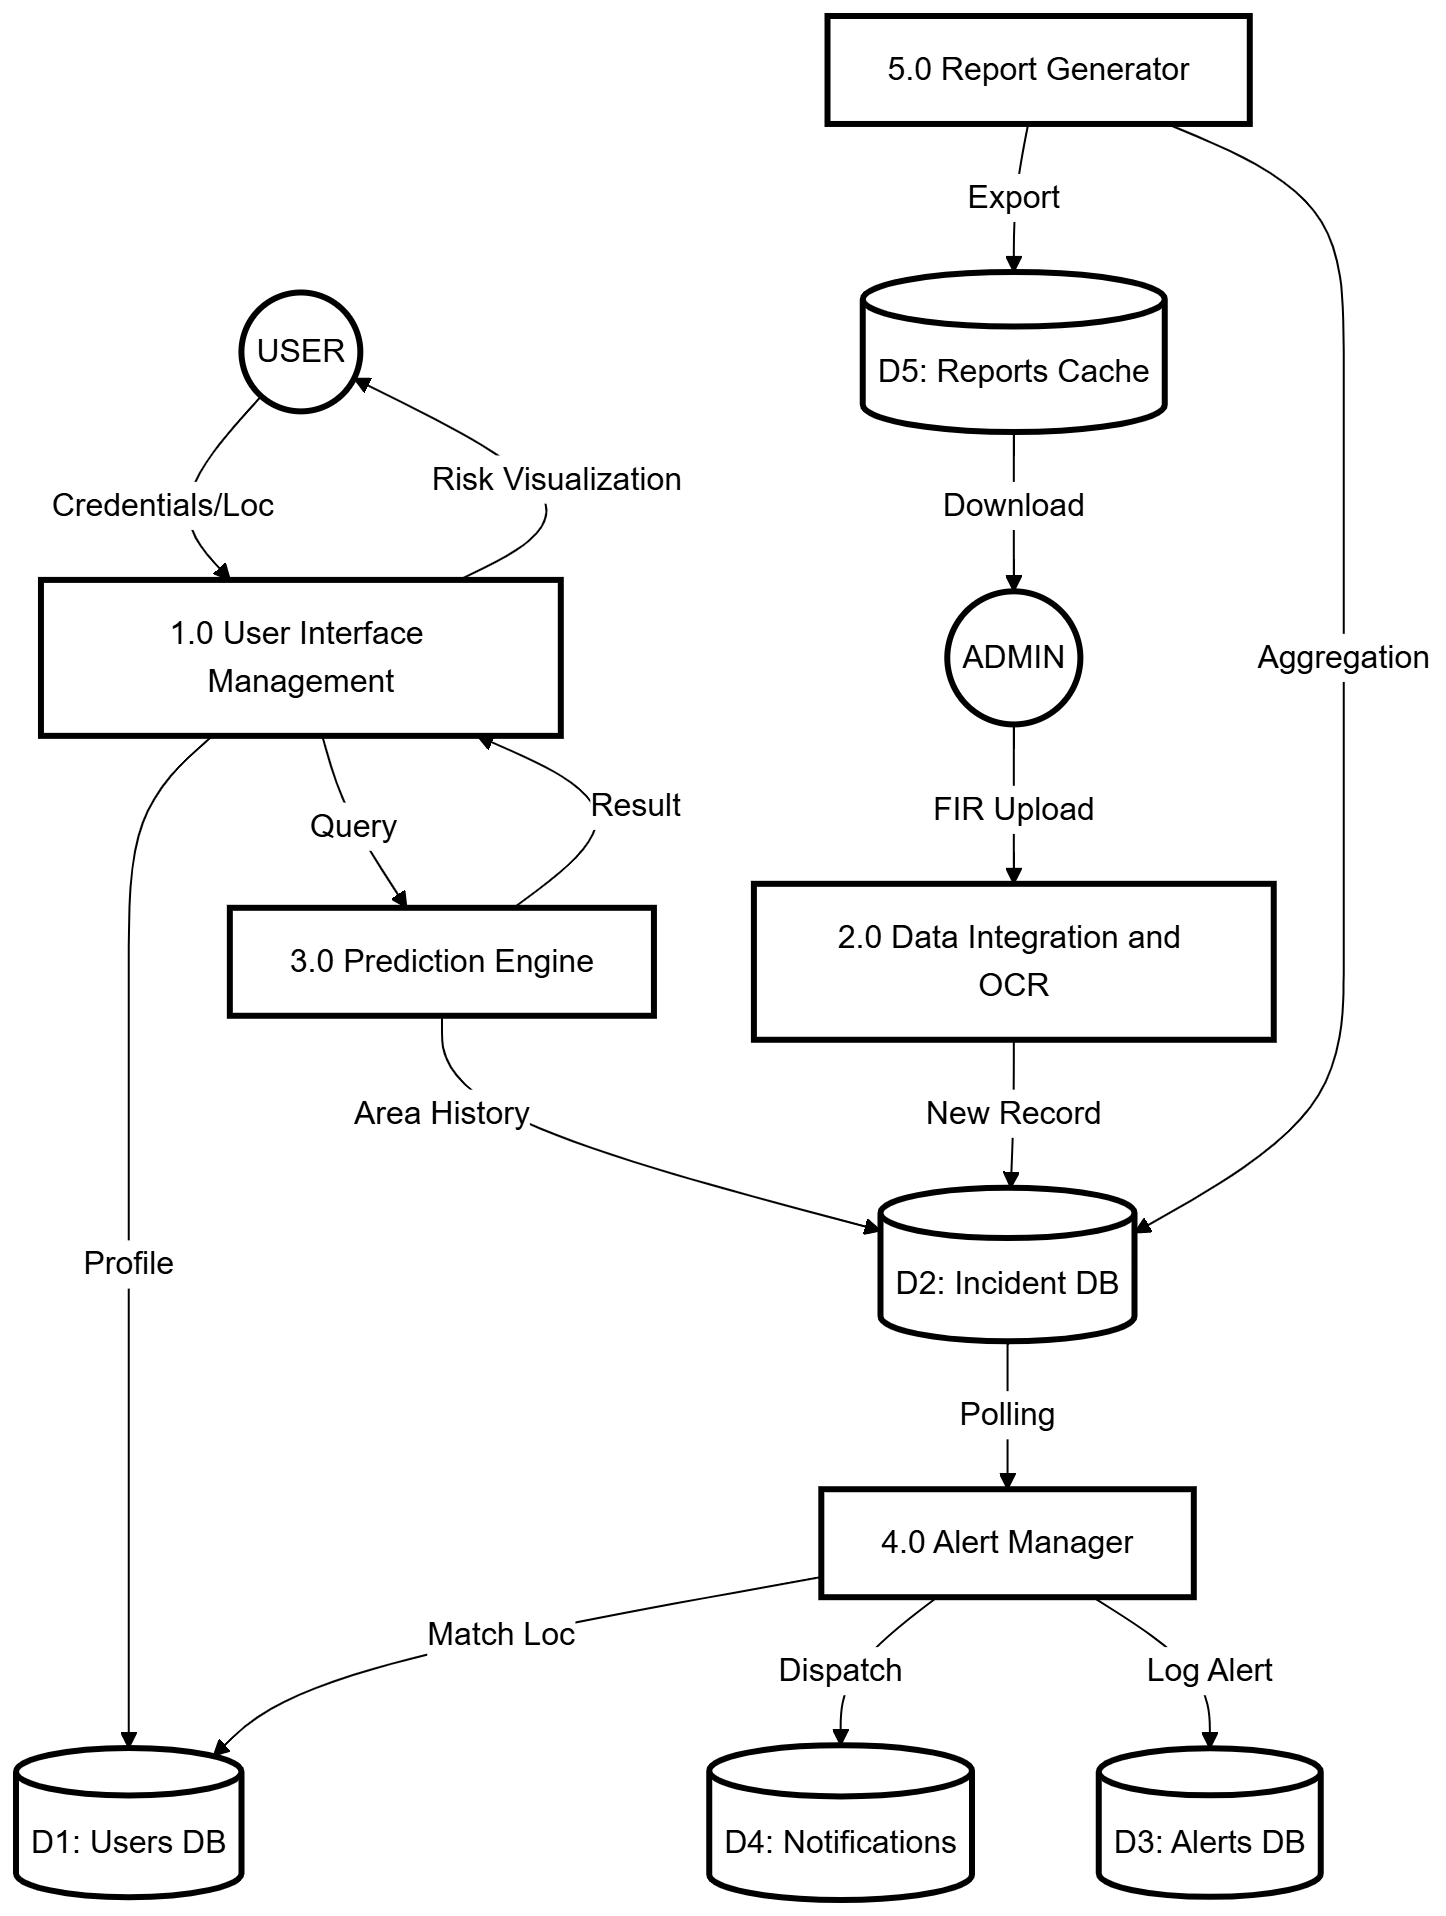 5.0 Report Generator
Export
D5: Reports Cache
USER
Risk Visualization
Credentials/Loc
Download
1.0 User Interface
Management
ADMIN
Aggregation
Query
Result
FIR Upload
3.0 Prediction Engine
2.0 Data Integration and
OCR
Area History
New Record
Profile
D2: Incident DB
Polling
4.0 Alert Manager
Match Loc
Dispatch
Log Alert
D1: Users DB
D4: Notifications
D3: Alerts DB